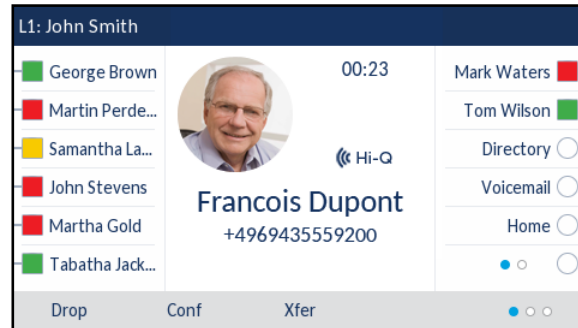 L1: John Smith
George Brown
Martin Perde...
Samantha La...
John Stevens
Martha Gold
Tabatha Jack...
00:23
Hi-Q
Francois Dupont
+4969435559200
Mark Waters
Tom Wilson
Directory
Voicemail
Home
Drop Conf Xfer